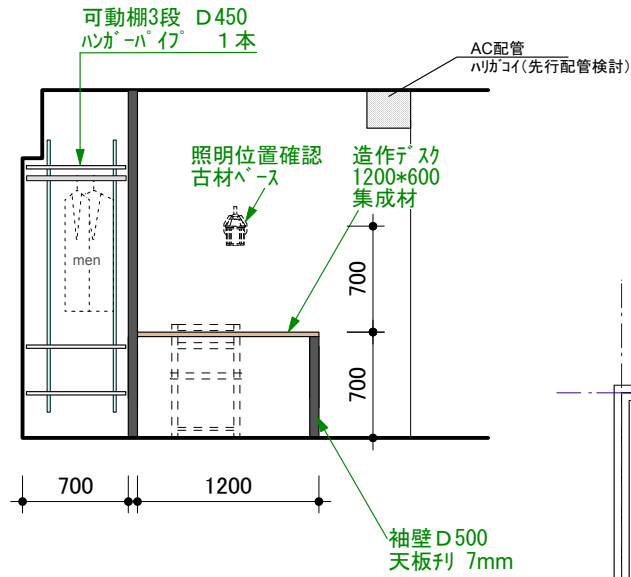 可動棚3段 D450
ﾊﾝｶﾞｰﾊﾟｲﾌﾟ 1本
AC配管
ﾊﾘｶﾞｺｲ(先行配管検討)
照明位置確認
古材ﾍﾞｰｽ
造作ﾃﾞｽｸ
1200*600
集成材
men
700
700
700
1200
袖壁D500
天板ﾁﾘ 7mm